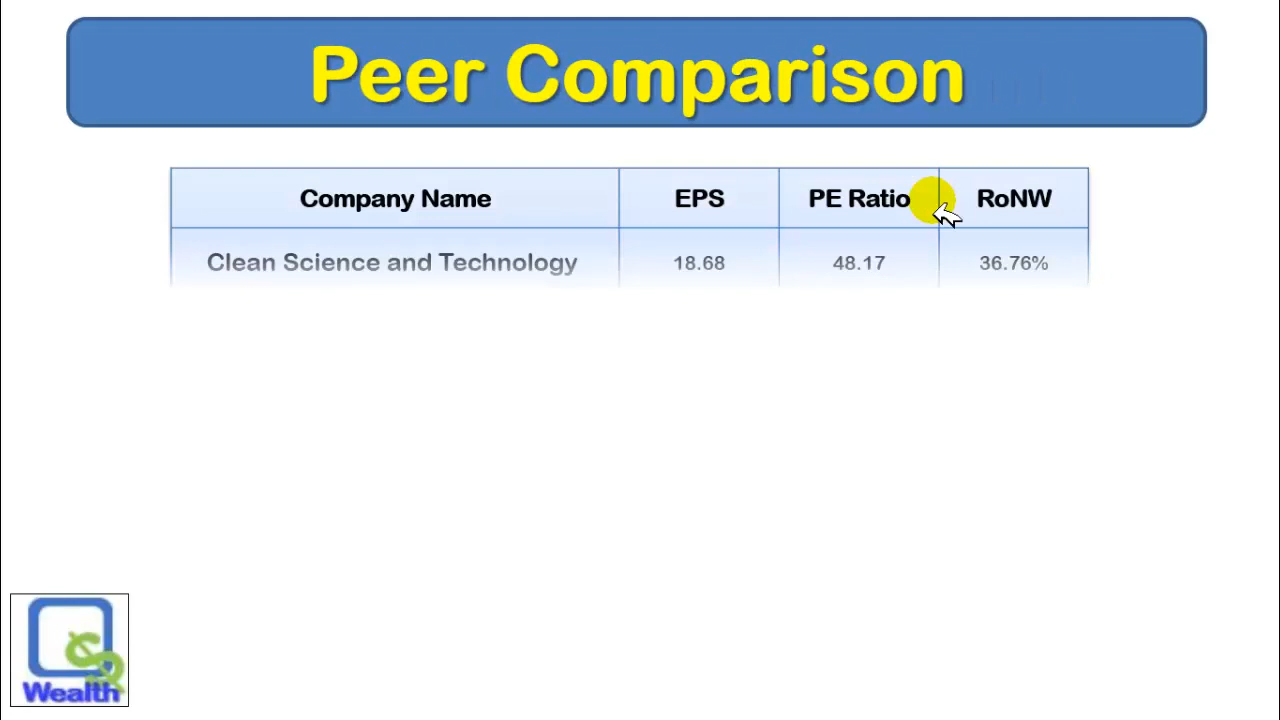 Peer Comparison
Company Name EPS PE Ratio RoNW
Clean Science and Technology 18.68 48.17 36.76%
Wealth